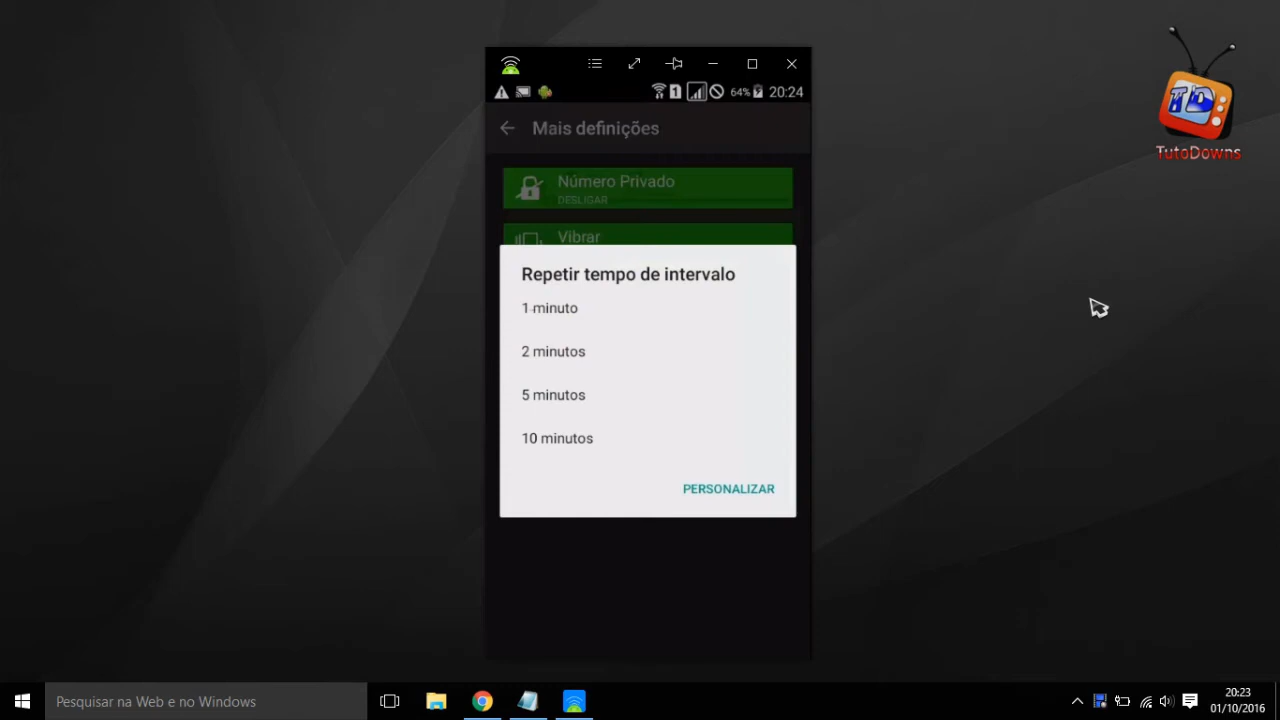 TD
TutoDowns
1
64%
20:24
Mais definições
Número Privado
DESLIGAR
Vibrar
Repetir tempo de intervalo
1 minuto
2 minutos
5 minutos
10 minutos
PERSONALIZAR
Pesquisar na Web e no Windows
20:23
01/10/2016